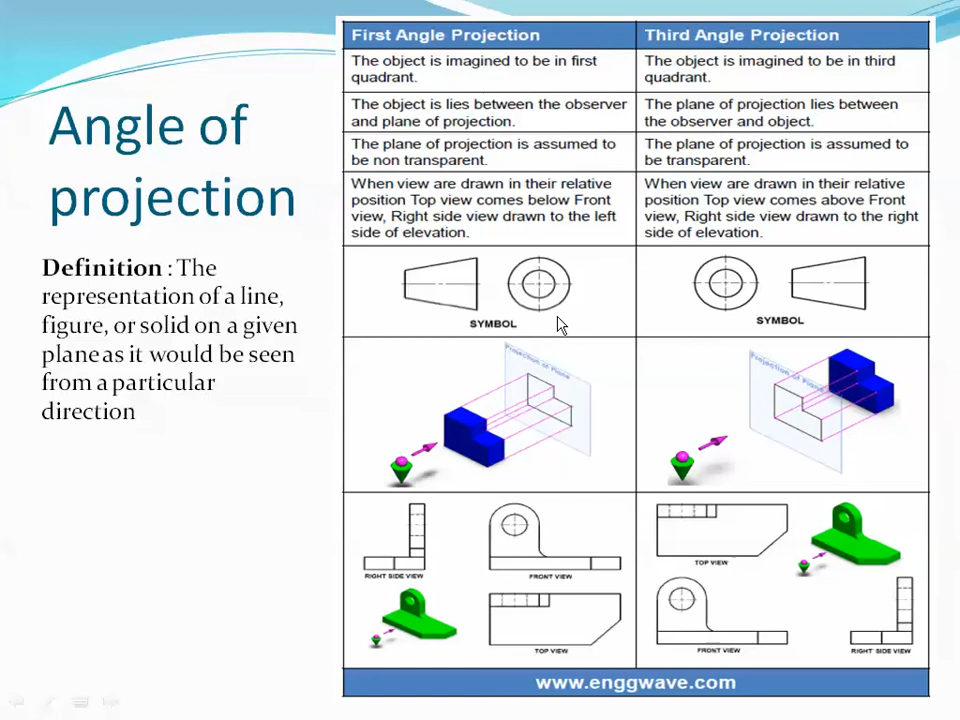 Angle of
projection
Definition : The
representation of a line,
figure, or solid on a given
plane as it would be seen
from a particular
direction
First Angle Projection
Third Angle Projection
The object is imagined to be in first
quadrant.
The object is imagined to be in third
quadrant.
The object is lies between the observer
and plane of projection.
The plane of projection lies between
the observer and object.
The plane of projection is assumed to
be non transparent.
The plane of projection is assumed to
be transparent.
When view are drawn in their relative
position Top view comes below Front
view, Right side view drawn to the left
side of elevation.
When view are drawn in their relative
position Top view comes above Front
view, Right side view drawn to the right
side of elevation.
SYMBOL
SYMBOL
Projection of Plane
Projection of Plane
RIGHT SIDE VIEW
FRONT VIEW
TOP VIEW
TOP VIEW
FRONT VIEW
RIGHT SIDE VIEW
www.enggwave.com